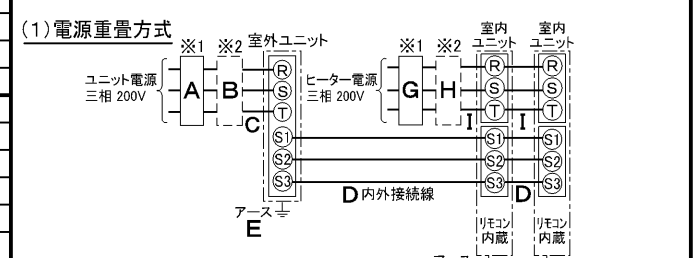 (1)電源重畳方式
※1 ※2 室外ユニット ※1 ※2 室内ユニット 室内ユニット
ユニット電源
三相 200V
A B C
R
S
T
S1
S2
S3
ヒーター電源
三相 200V
G H I I
R R
S S
T T
S1 S1
S2 S2
S3 S3
D 内外接続線 D
アース
E
リモコン内蔵 リモコン内蔵
アース